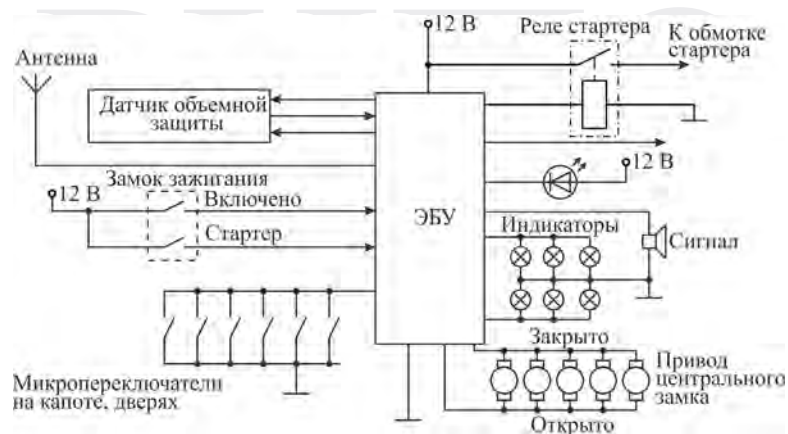 12 В
Реле стартера
К обмотке
стартера
Антенна
Датчик объемной
защиты
12 В
Замок зажигания
12 В
Включено
ЭБУ
Индикаторы
Стартер
Сигнал
Закрыто
Микропереключатели
на капоте, дверях
Привод
центрального
замка
Открыто